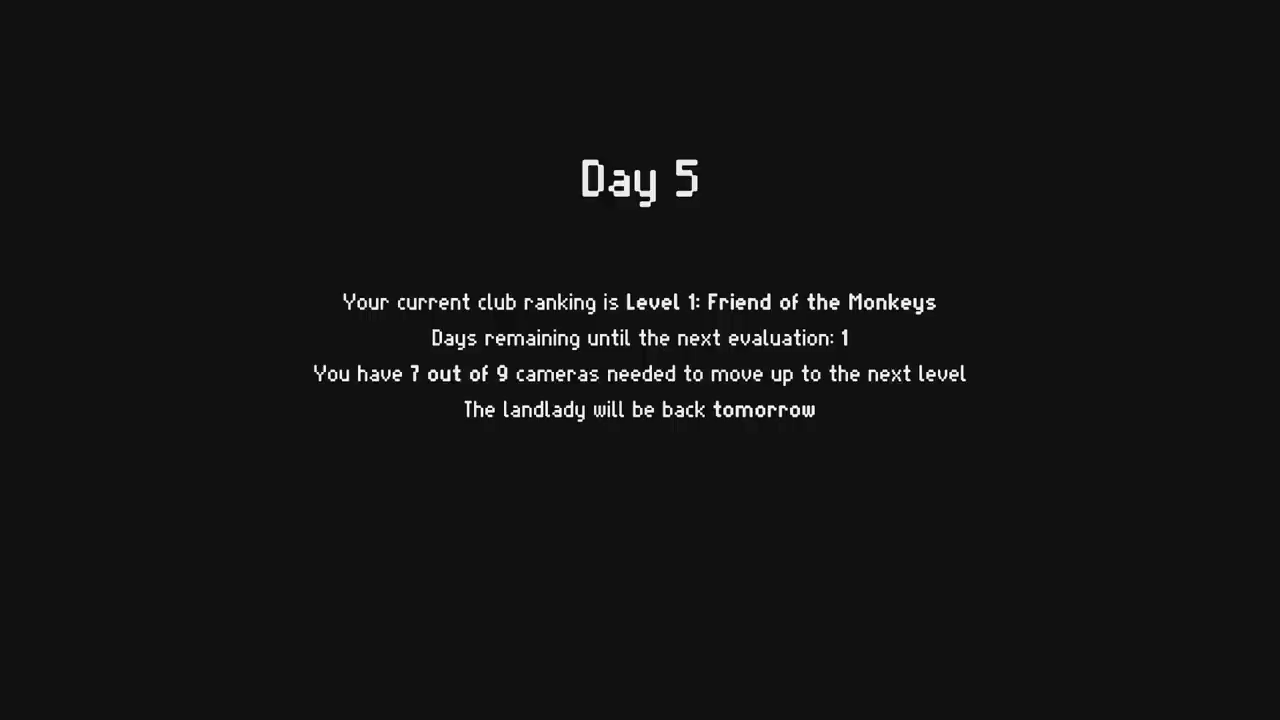 Day 5
Your current club ranking is Level 1: Friend of the Monkeys
Days remaining until the next evaluation: 1
You have 7 out of 9 cameras needed to move up to the next level
The landlady will be back tomorrow